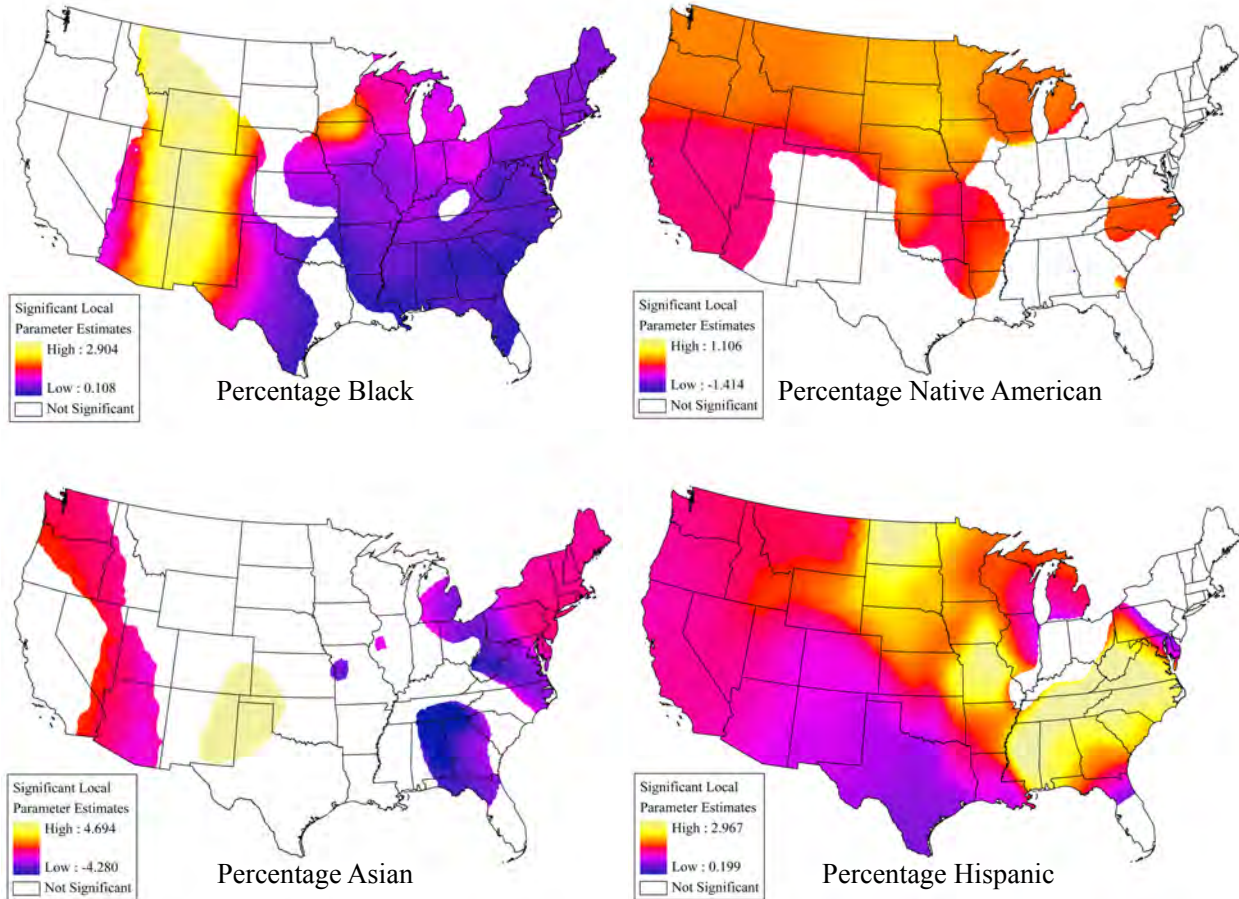 Significant Local
Parameter Estimates
High : 2.904
Low : 0.108
Not Significant
Percentage Black
Significant Local
Parameter Estimates
High : 1.106
Low : -1.414
Not Significant
Percentage Native American
Significant Local
Parameter Estimates
High : 4.694
Low : -4.280
Not Significant
Percentage Asian
Significant Local
Parameter Estimates
High : 2.967
Low : 0.199
Not Significant
Percentage Hispanic